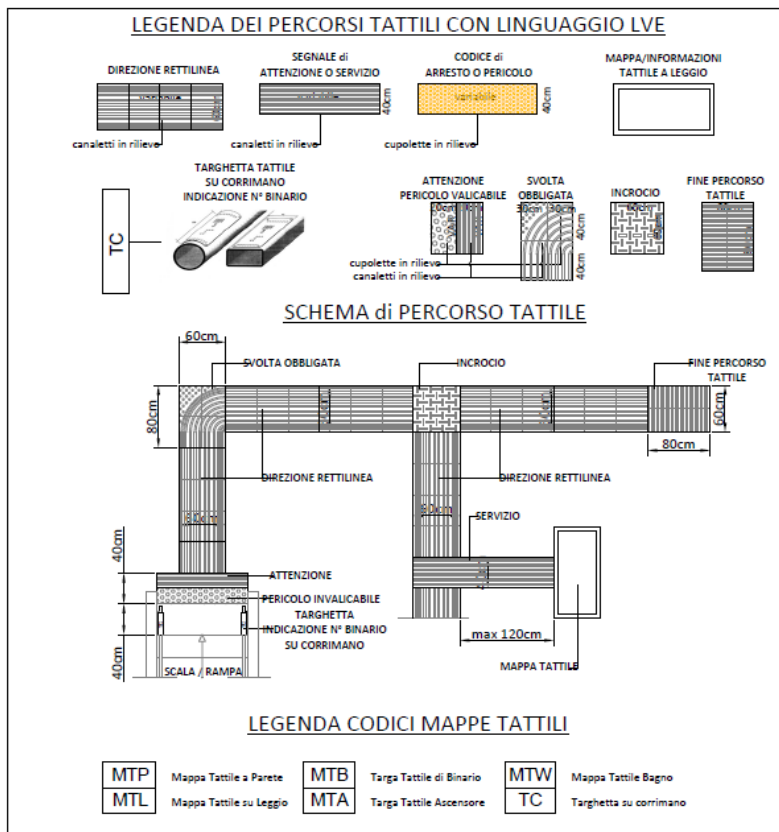 LEGENDA DEI PERCORSI TATTILI CON LINGUAGGIO LVE
DIREZIONE RETTILINEA
SEGNALE di
ATTENZIONE O SERVIZIO
CODICE di
ARRESTO O PERICOLO
MAPPA/INFORMAZIONI
TATTILE A LEGGIO
variabile
40cm
variabile
40cm
canaletti in rilievo
canaletti in rilievo
cupolette in rilievo
TC
TARGHETTA TATTILE
SU CORRIMANO
INDICAZIONE N° BINARIO
ATTENZIONE
PERICOLO VALICABILE
SVOLTA
OBBLIGATA
30cm 30cm
40cm
40cm
INCROCIO
60cm
FINE PERCORSO
TATTILE
cupolette in rilievo
canaletti in rilievo
SCHEMA di PERCORSO TATTILE
60cm
SVOLTA OBBLIGATA
INCROCIO
FINE PERCORSO
TATTILE
80cm
60cm
80cm
DIREZIONE RETTILINEA
DIREZIONE RETTILINEA
60cm
60cm
SERVIZIO
40cm
ATTENZIONE
PERICOLO INVALICABILE
TARGHETTA
INDICAZIONE N° BINARIO
SU CORRIMANO
40cm
SCALA / RAMPA
max 120cm
MAPPA TATTILE
LEGENDA CODICI MAPPE TATTILI
MTP Mappa Tattile a Parete MTB Targa Tattile di Binario MTW Mappa Tattile Bagno
MTL Mappa Tattile su Leggio MTA Targa Tattile Ascensore TC Targhetta su corrimano